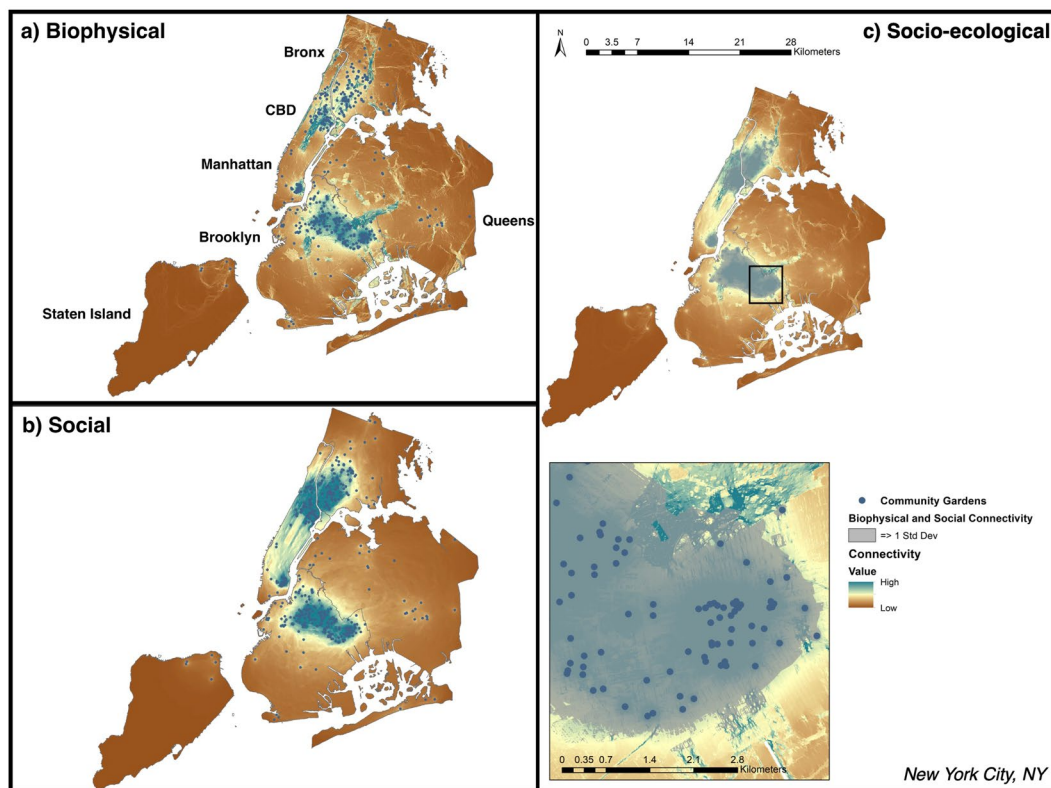 a) Biophysical
Bronx
CBD
Manhattan
Brooklyn
Queens
Staten Island
b) Social
c) Socio-ecological
N
0 3.5 7 14 21 28
Kilometers
Community Gardens
Biophysical and Social Connectivity
=> 1 Std Dev
Connectivity
Value
High
Low
0 0.35 0.7 1.4 2.1 2.8
Kilometers
New York City, NY